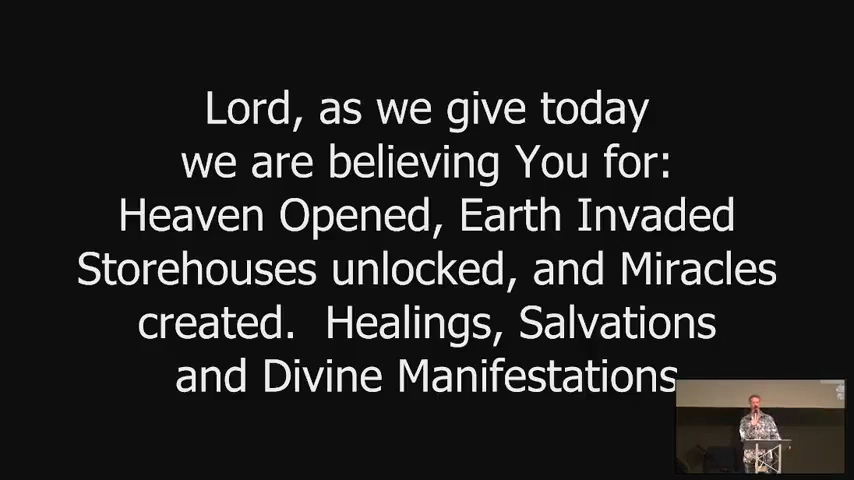 Lord, as we give today
we are believing You for:
Heaven Opened, Earth Invaded
Storehouses unlocked, and Miracles
created.  Healings, Salvations
and Divine Manifestations